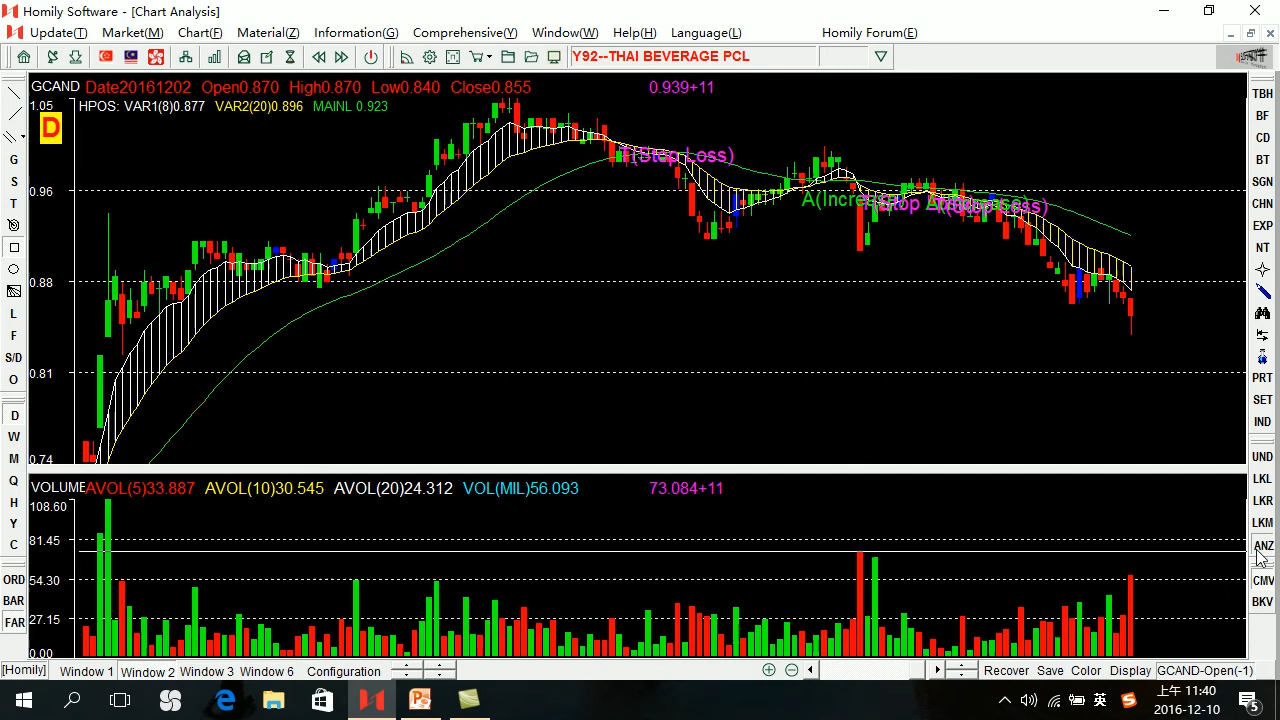 Homily Software - [Chart Analysis]
Update(T) Market(M) Chart(F) Material(Z) Information(G) Comprehensive(Y) Window(W) Help(H) Language(L) Homily Forum(E)
Y92--THAI BEVERAGE PCL
GCAND Date20161202 Open0.870 High0.870 Low0.840 Close0.855 0.939+11
HPOS: VAR1(8)0.877 VAR2(20)0.896 MAINL 0.923
1.05
D
0.96
0.88
0.81
0.74
VOLUME AVOL(5)33.887 AVOL(10)30.545 AVOL(20)24.312 VOL(MIL)56.093 73.084+11
108.60
81.45
54.30
27.15
0.00
G
S
T
L
F
S/D
O
D
W
M
Q
H
Y
C
ORD
BAR
FAR
TBH
BF
CD
BT
SGN
CHN
EXP
NT
PRT
SET
IND
UND
LKL
LKR
LKM
ANZ
CMV
BKV
[Homily] Window 1 Window 2 Window 3 Window 6 Configuration Recover Save Color Display GCAND-Open(-1)
英
上午 11:40
2016-12-10
5